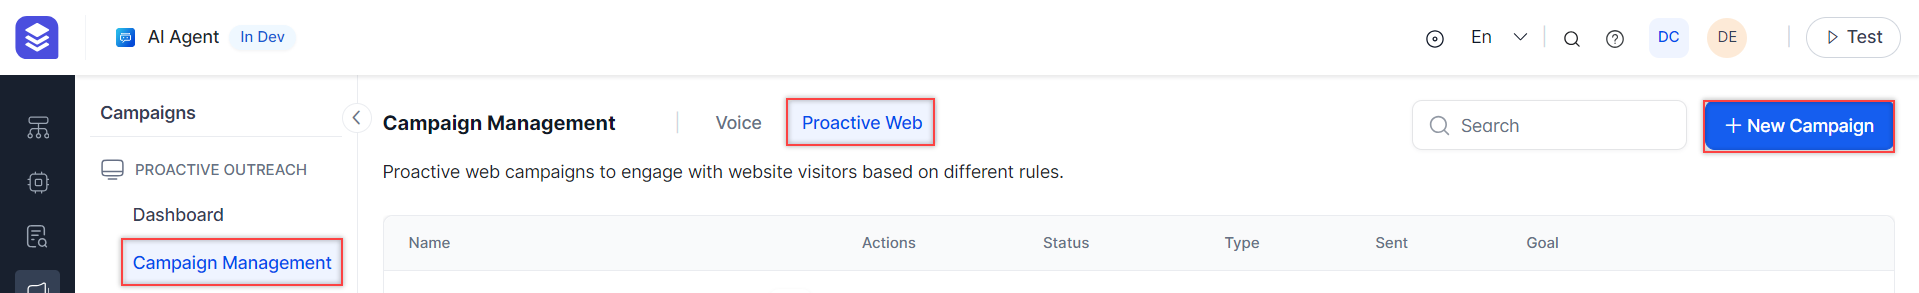 AI Agent In Dev En DC DE Test
Campaigns
PROACTIVE OUTREACH
Dashboard
Campaign Management
Campaign Management Voice Proactive Web Search + New Campaign
Proactive web campaigns to engage with website visitors based on different rules.
Name Actions Status Type Sent Goal